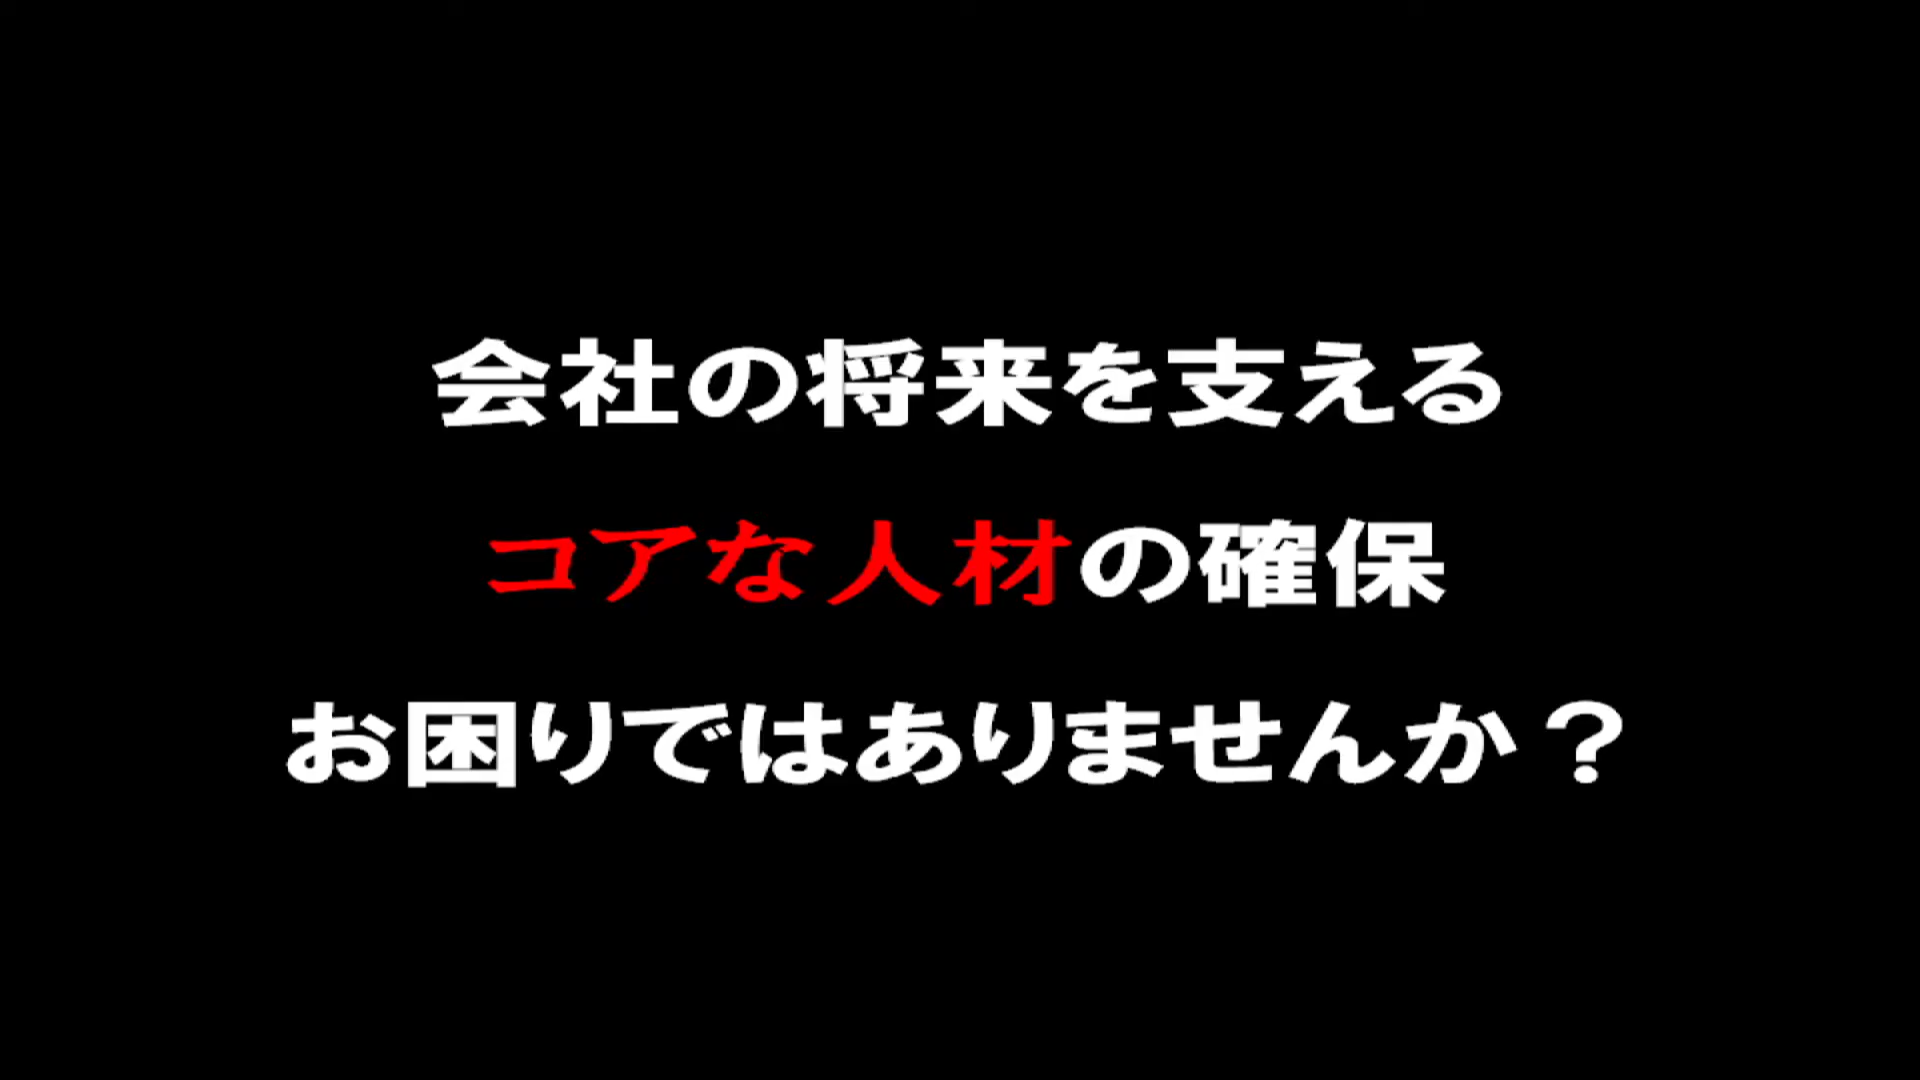 会社の将来を支える
コアな人材の確保
お困りではありませんか？